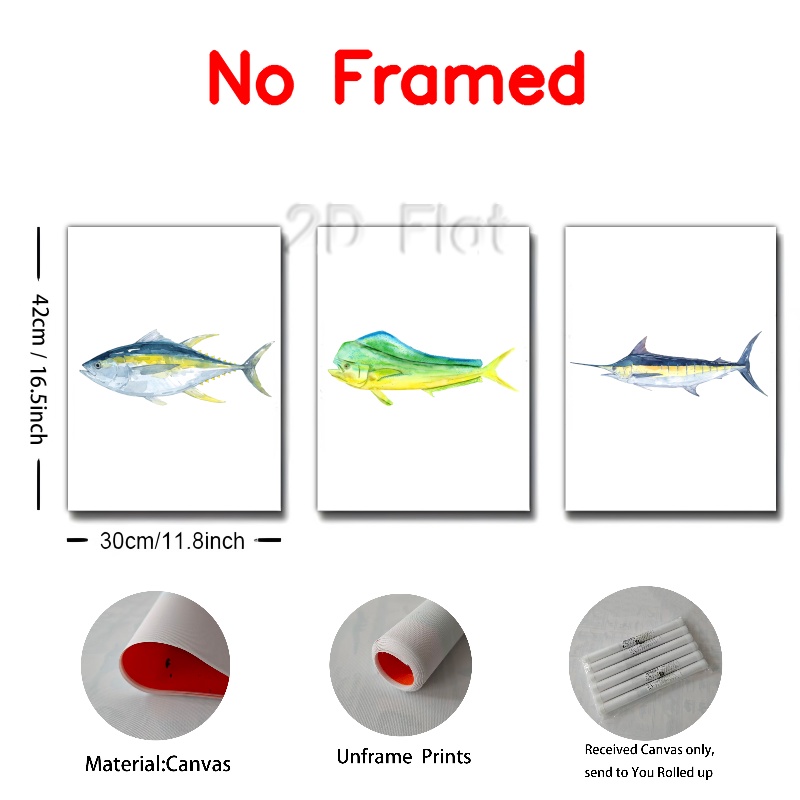 No Framed
2D Flat
42cm / 16.5inch
30cm/11.8inch
Material:Canvas
Unframe Prints
Received Canvas only,
send to You Rolled up